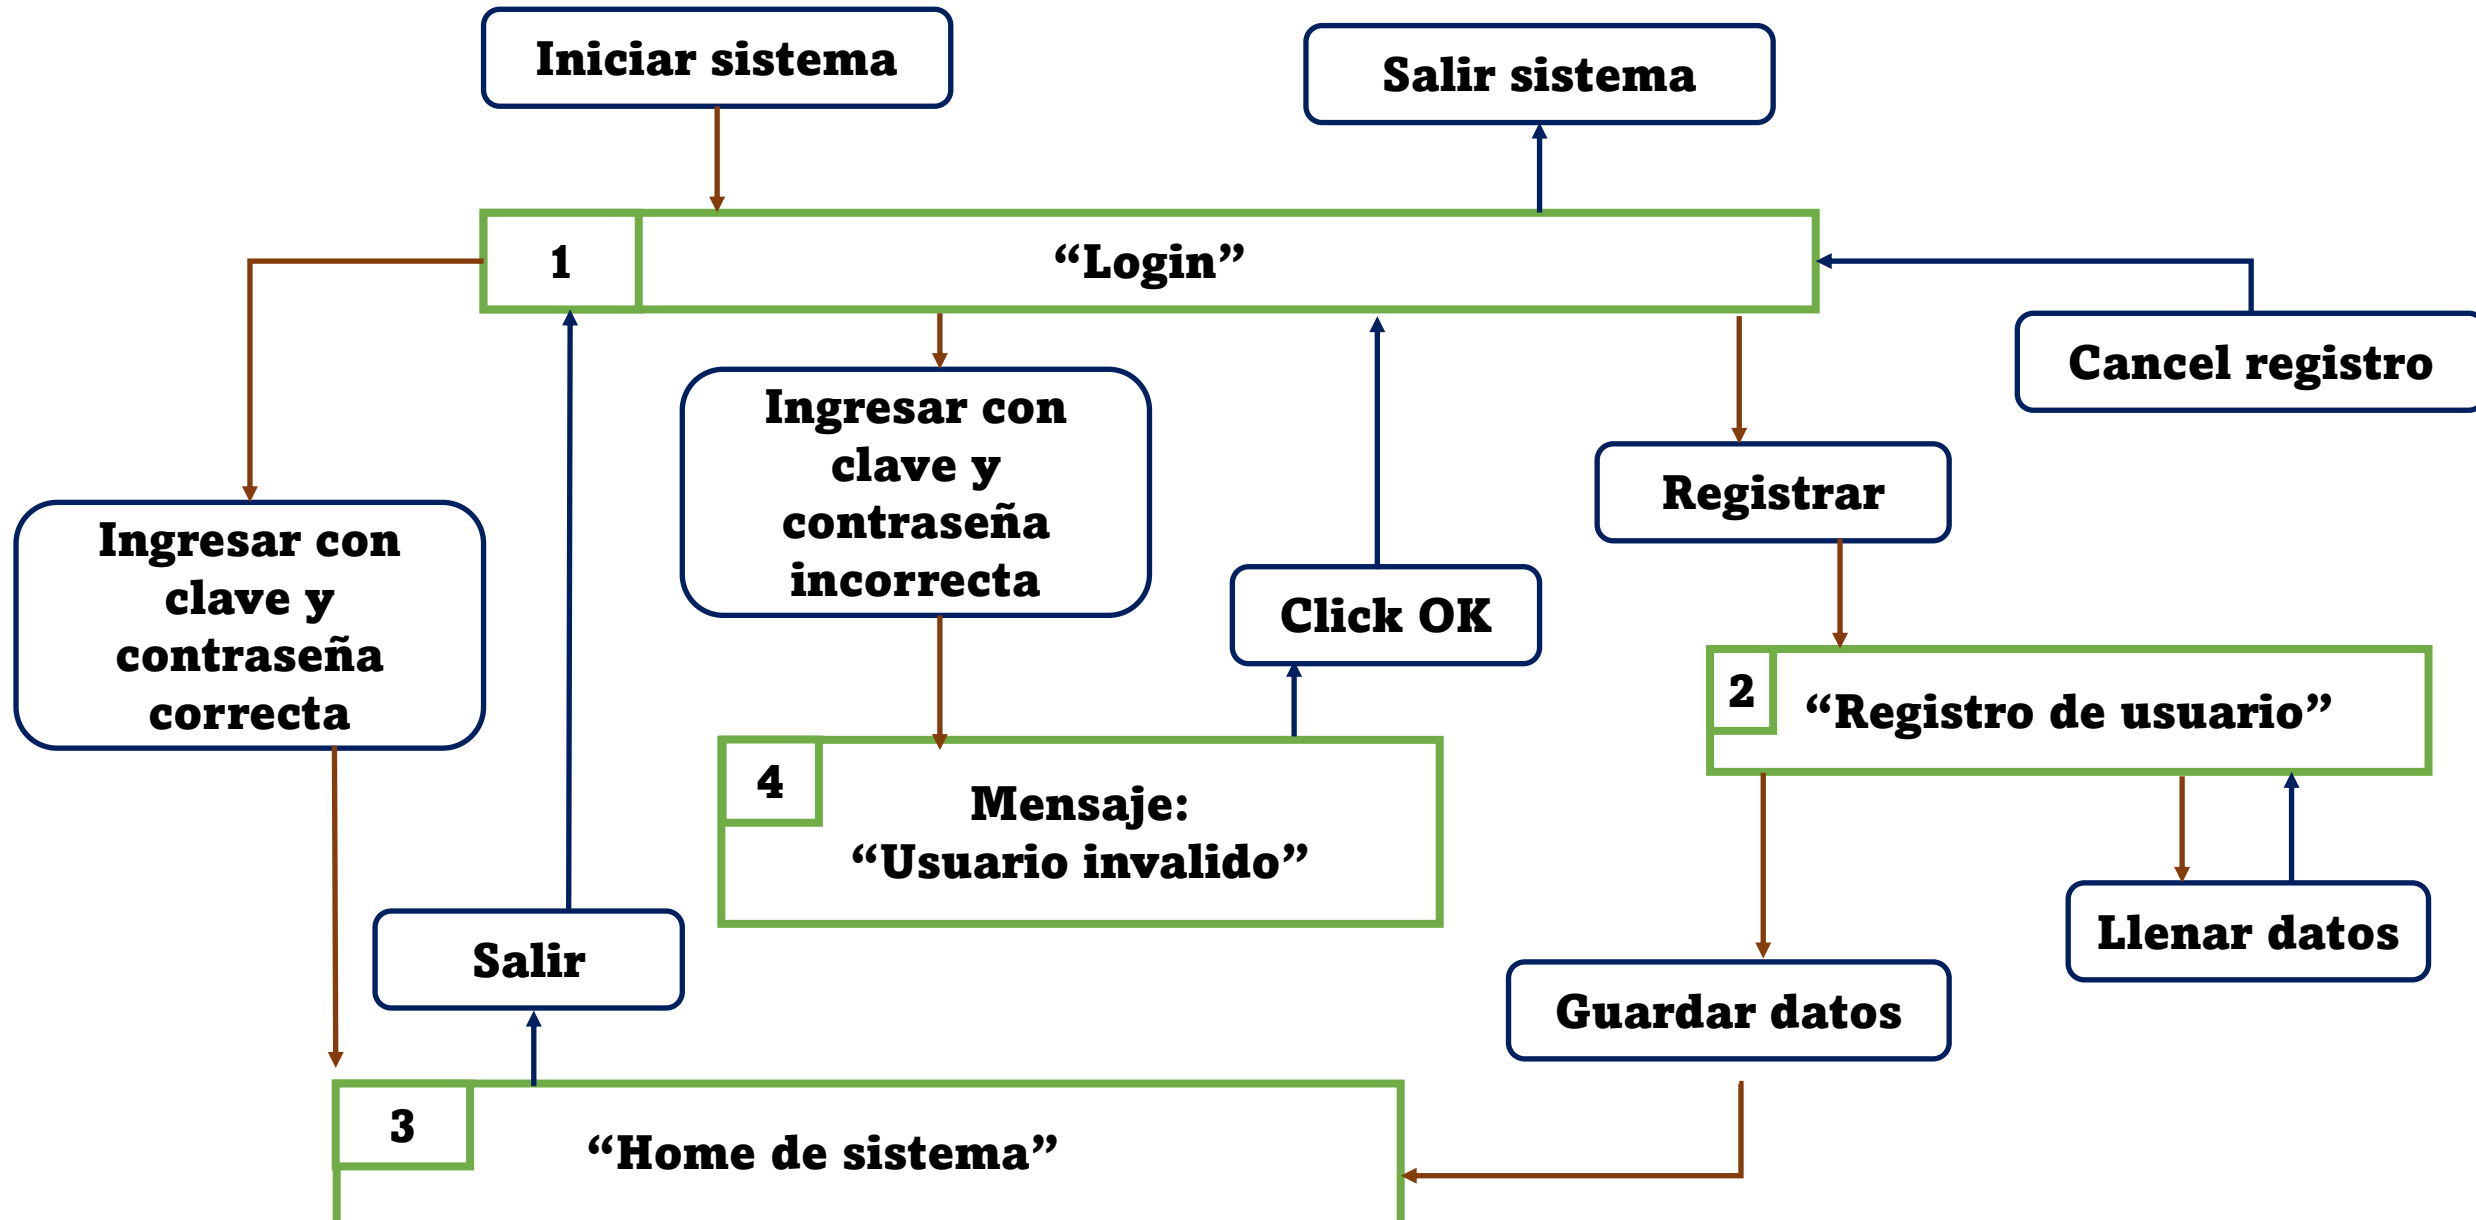 Iniciar sistema
Salir sistema
1
“Login”
Cancel registro
Ingresar con
clave y
contraseña
incorrecta
Registrar
Ingresar con
clave y
contraseña
correcta
Click OK
2
“Registro de usuario”
4
Mensaje:
“Usuario invalido”
Llenar datos
Salir
Guardar datos
3
“Home de sistema”